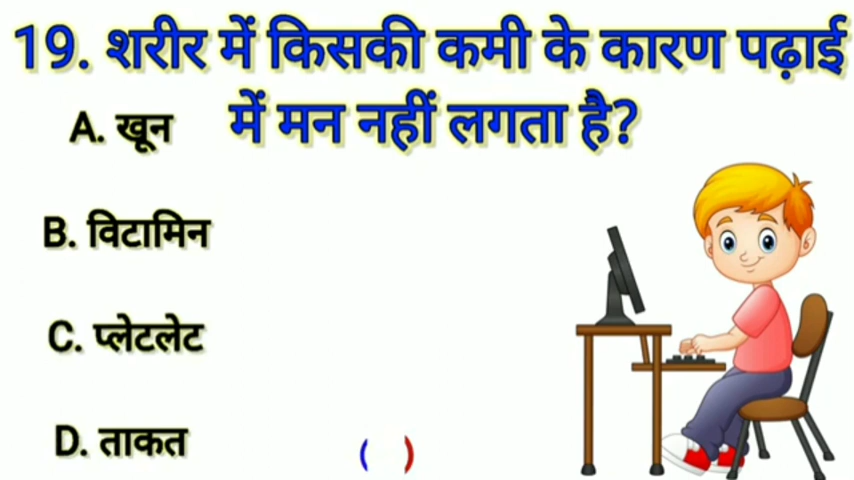 19. शरीर में किसकी कमी के कारण पढ़ाई
में मन नहीं लगता है?
A. खून
B. विटामिन
C. प्लेटलेट
D. ताकत
( )